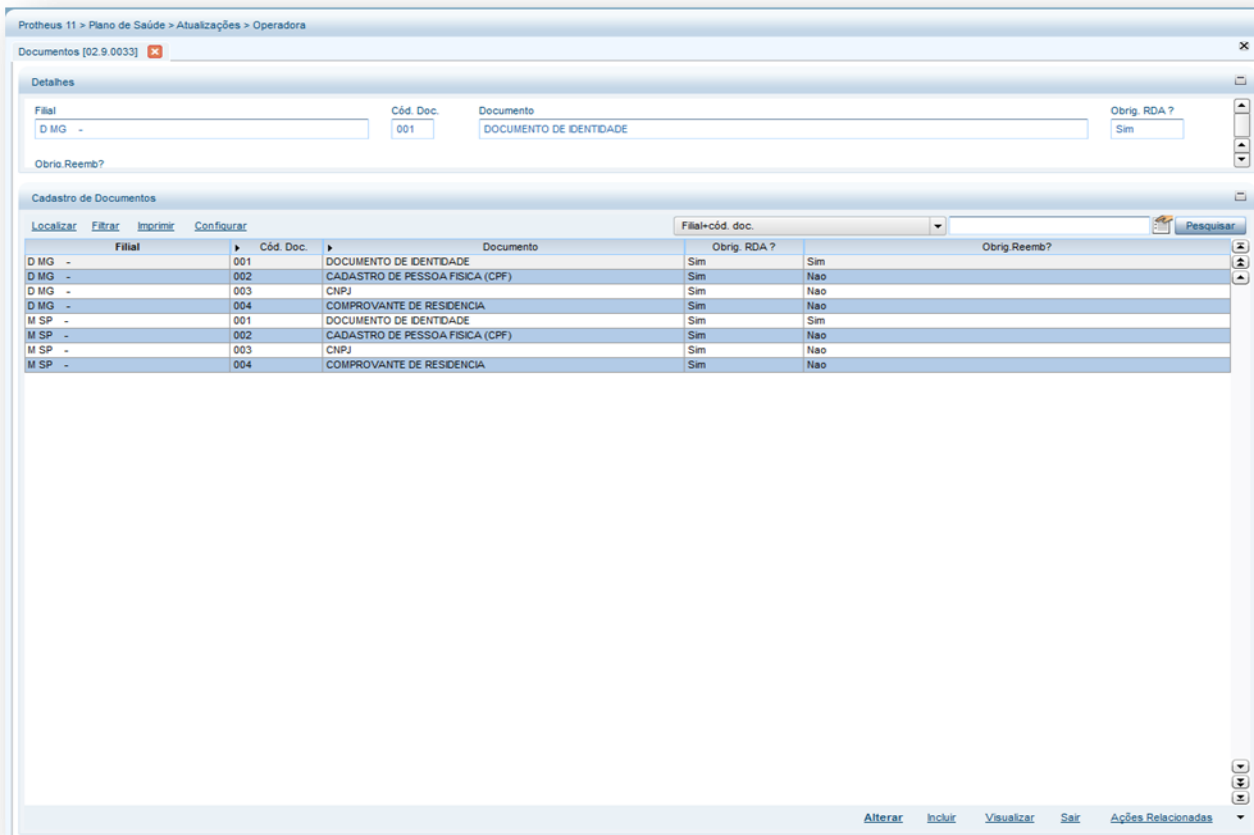 Protheus 11 > Plano de Saúde > Atualizações > Operadora
Documentos [02.9.0033]
Detalhes
Filial Cód. Doc. Documento Obrig. RDA ?
D MG - 001 DOCUMENTO DE IDENTIDADE Sim
Obrig.Reemb?
Cadastro de Documentos
Localizar Filtrar Imprimir Configurar Filial+cód. doc. Pesquisar
Filial Cód. Doc. Documento Obrig. RDA ? Obrig.Reemb?
D MG - 001 DOCUMENTO DE IDENTIDADE Sim Sim
D MG - 002 CADASTRO DE PESSOA FISICA (CPF) Sim Nao
D MG - 003 CNPJ Sim Nao
D MG - 004 COMPROVANTE DE RESIDENCIA Sim Nao
M SP - 001 DOCUMENTO DE IDENTIDADE Sim Sim
M SP - 002 CADASTRO DE PESSOA FISICA (CPF) Sim Nao
M SP - 003 CNPJ Sim Nao
M SP - 004 COMPROVANTE DE RESIDENCIA Sim Nao
Alterar Incluir Visualizar Sair Ações Relacionadas